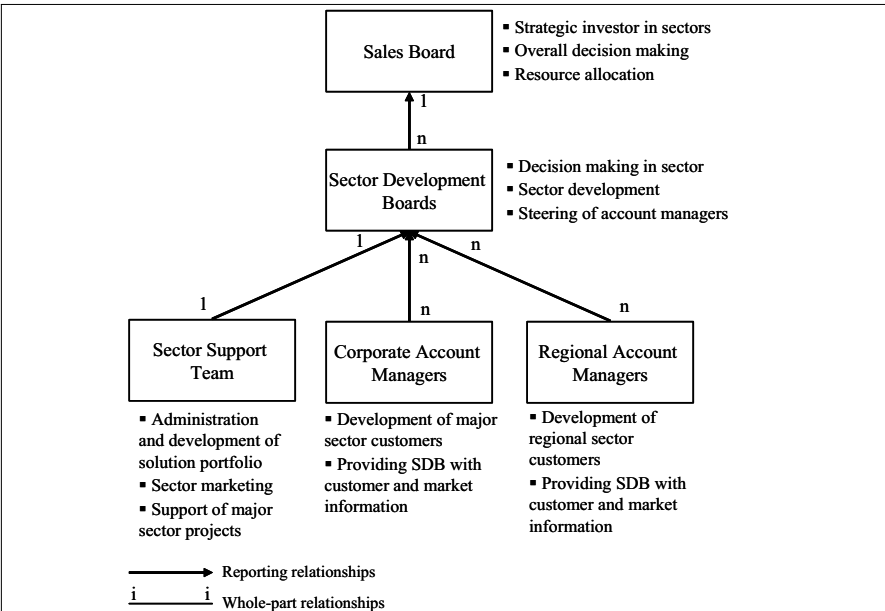 Sales Board
▪ Strategic investor in sectors
▪ Overall decision making
▪ Resource allocation
1
n
Sector Development
Boards
▪ Decision making in sector
▪ Sector development
▪ Steering of account managers
1
n
n
1
n
n
Sector Support
Team
Corporate Account
Managers
Regional Account
Managers
▪ Administration
and development of
solution portfolio
▪ Sector marketing
▪ Support of major
sector projects
▪ Development of major
sector customers
▪ Providing SDB with
customer and market
information
▪ Development of
regional sector
customers
▪ Providing SDB with
customer and market
information
Reporting relationships
i i Whole-part relationships